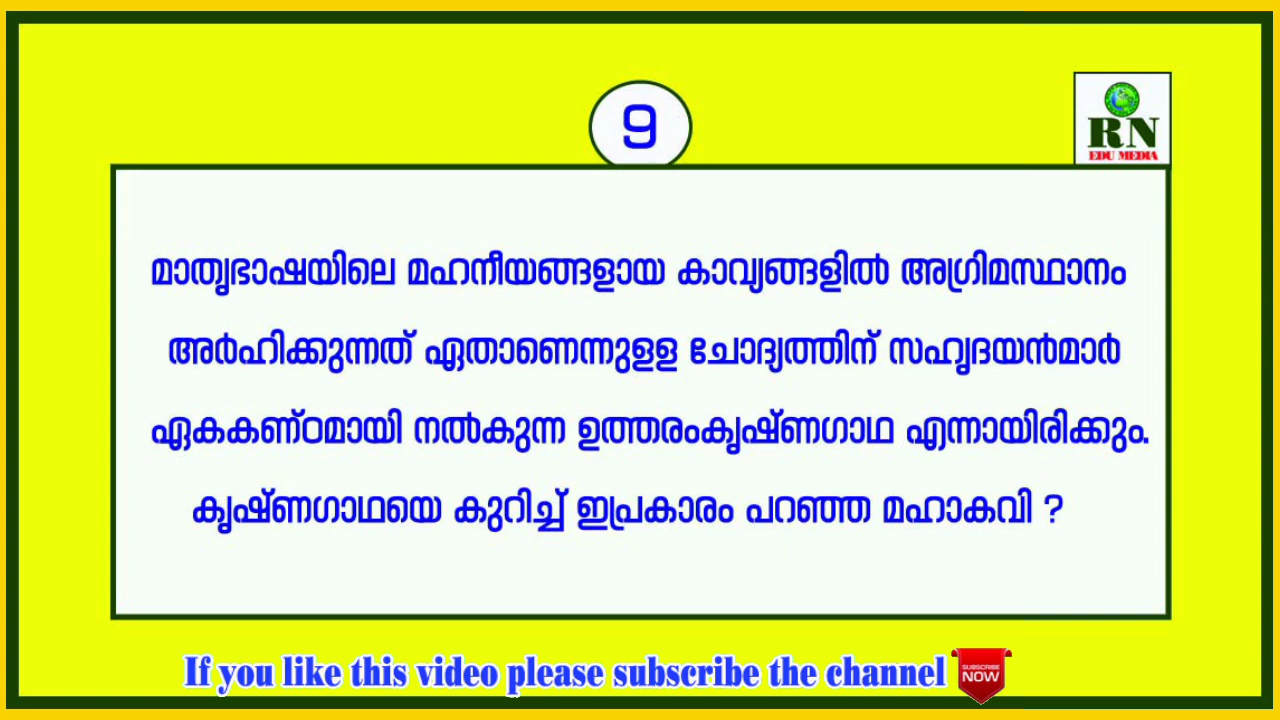 9
RN
EDU MEDIA
മാതൃഭാഷയിലെ മഹനീയങ്ങളായ കാവ്യങ്ങളിൽ അഗ്രിമസ്ഥാനം
അർഹിക്കുന്നത് ഏതാണെന്നുളള ചോദ്യത്തിന് സഹൃദയൻമാർ
ഏകകണ്ഠമായി നൽകുന്ന ഉത്തരംകൃഷ്ണഗാഥ എന്നായിരിക്കും.
കൃഷ്ണഗാഥയെ കുറിച്ച് ഇപ്രകാരം പറഞ്ഞ മഹാകവി ?
If you like this video please subscribe the channel
SUBSCRIBE
NOW